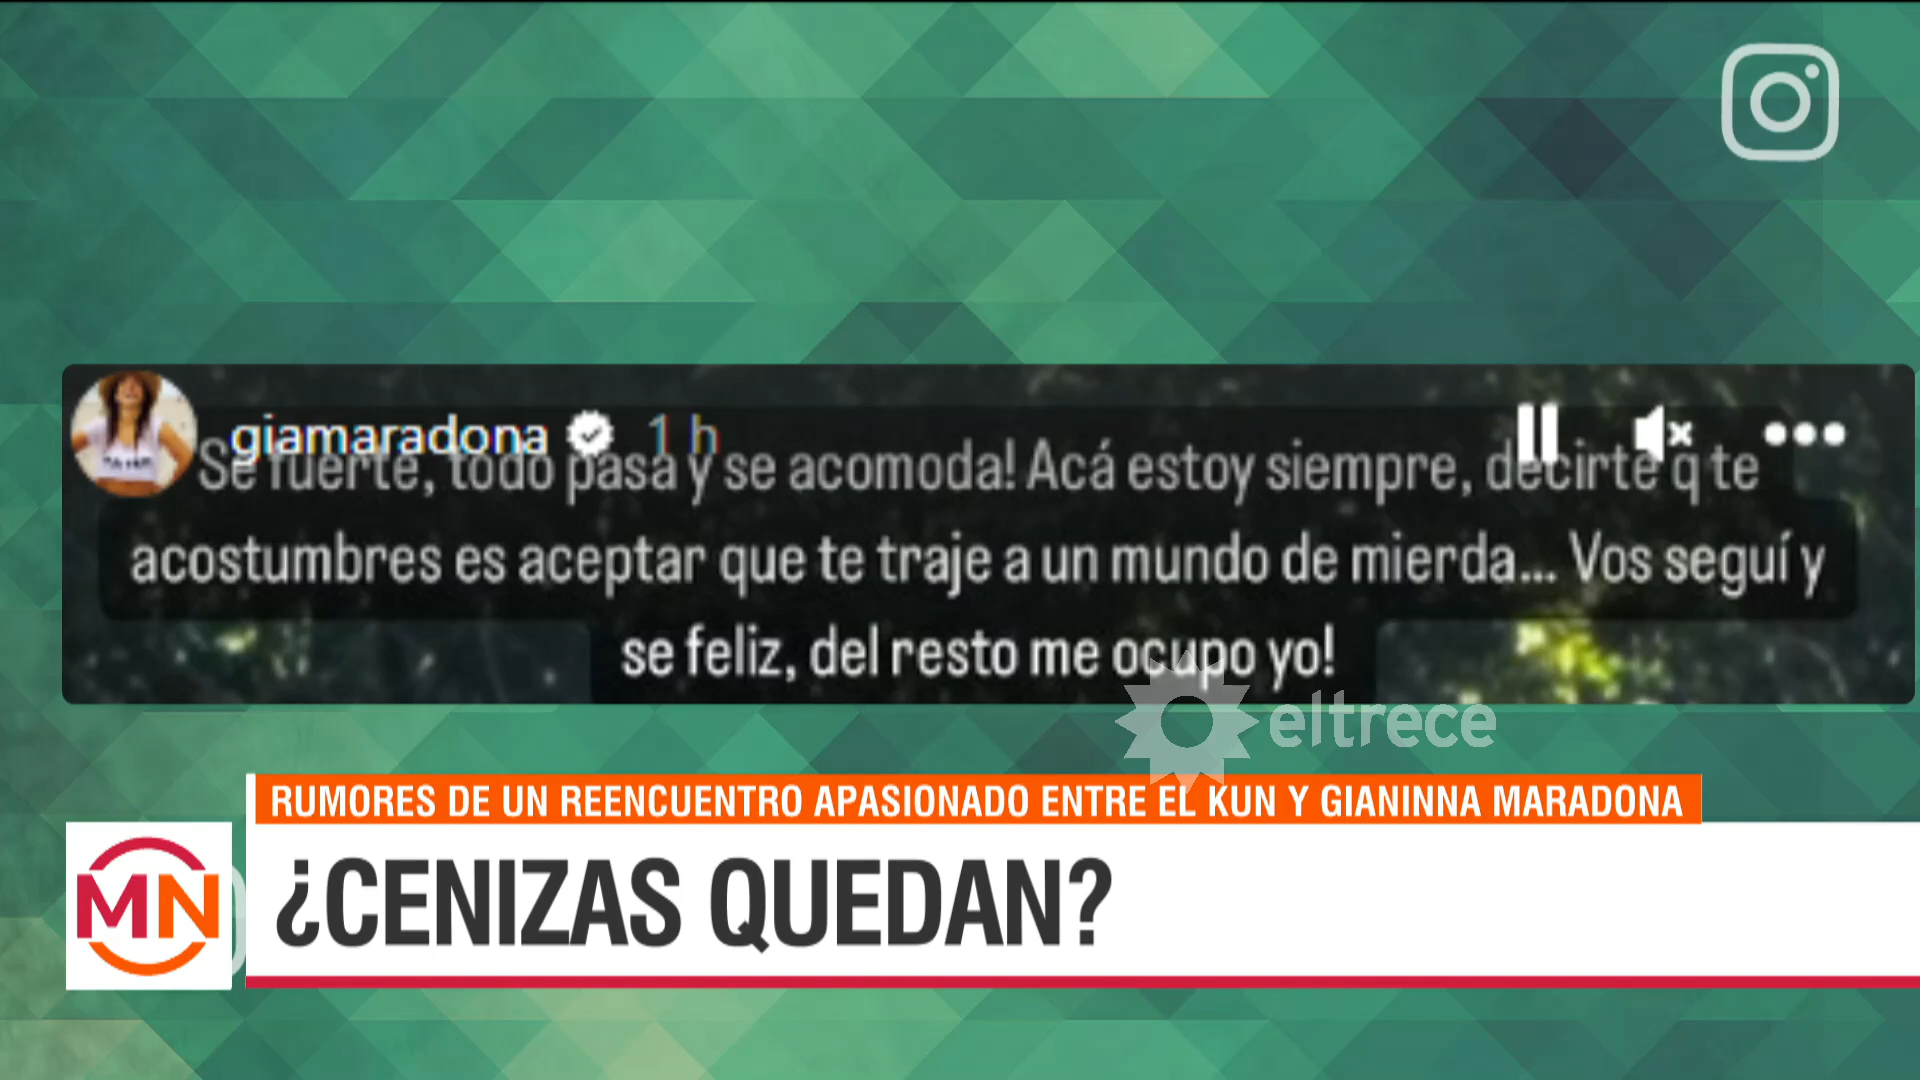 giamaradona 1 h
Se fuerte, todo pasa y se acomoda! Acá estoy siempre, decirte q te
acostumbres es aceptar que te traje a un mundo de mierda... Vos seguí y
se feliz, del resto me ocupo yo!
eltrece
RUMORES DE UN REENCUENTRO APASIONADO ENTRE EL KUN Y GIANINNA MARADONA
MN
¿CENIZAS QUEDAN?